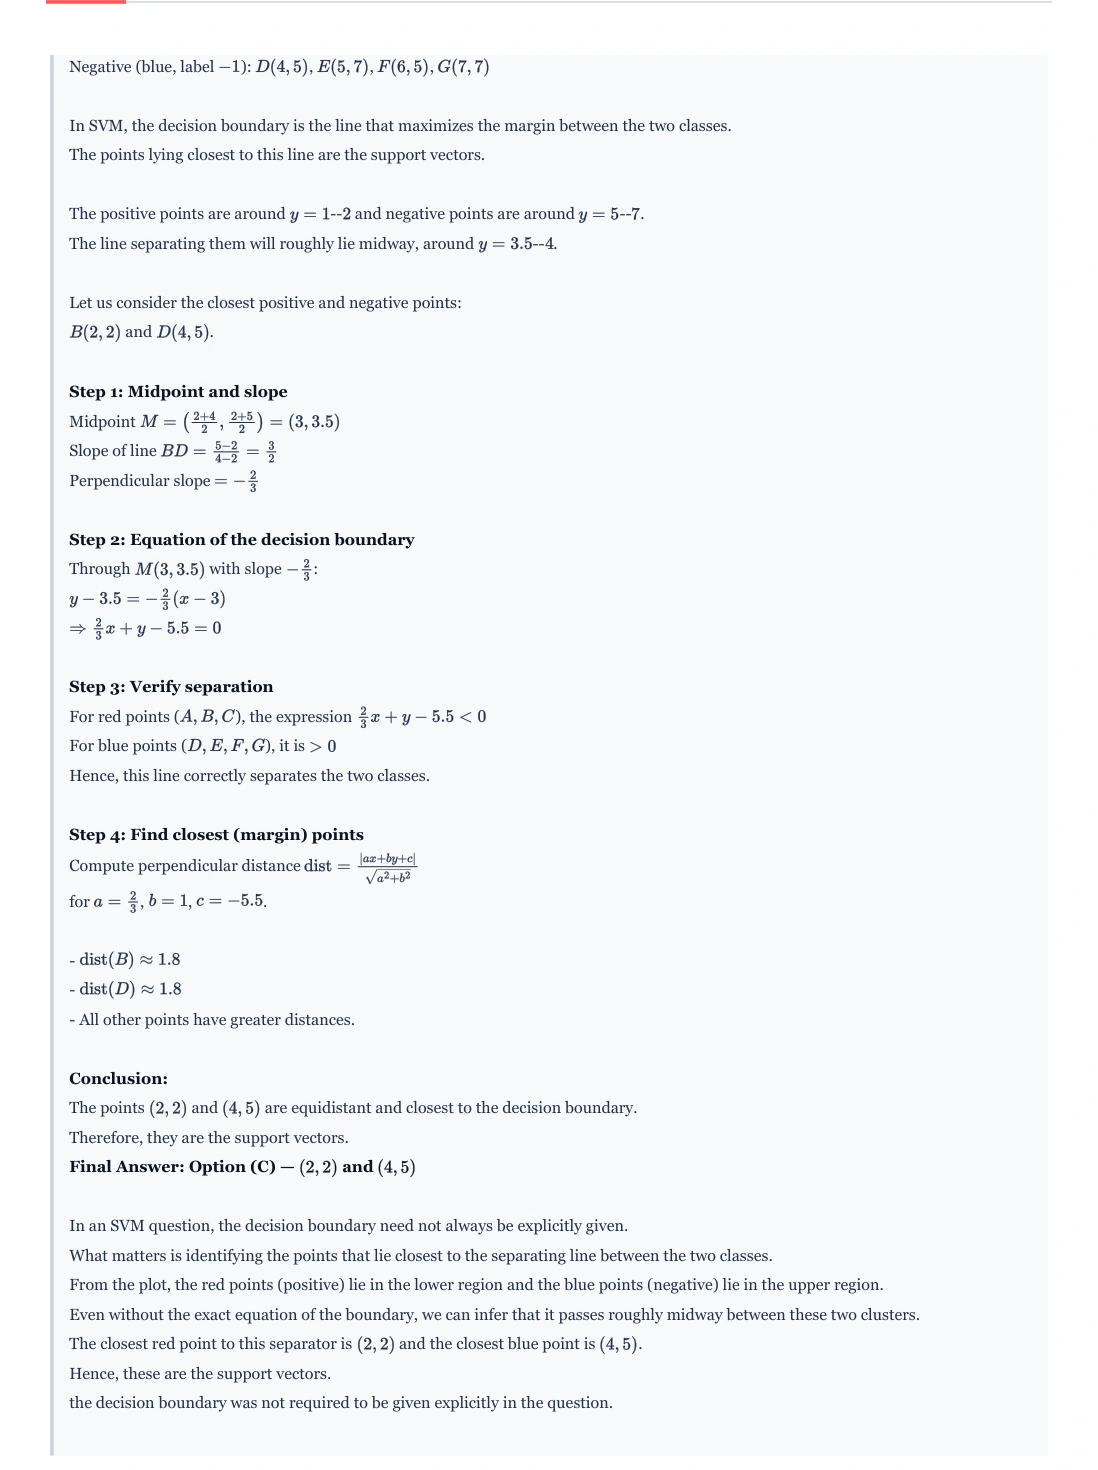 Negative (blue, label −1): D(4, 5), E(5, 7), F(6, 5), G(7, 7)
In SVM, the decision boundary is the line that maximizes the margin between the two classes.
The points lying closest to this line are the support vectors.
The positive points are around y = 1--2 and negative points are around y = 5--7.
The line separating them will roughly lie midway, around y = 3.5--4.
Let us consider the closest positive and negative points:
B(2, 2) and D(4, 5).
Step 1: Midpoint and slope
Midpoint M = (\frac{2+4}{2}, \frac{2+5}{2}) = (3, 3.5)
Slope of line BD = \frac{5−2}{4−2} = \frac{3}{2}
Perpendicular slope = −\frac{2}{3}
Step 2: Equation of the decision boundary
Through M(3, 3.5) with slope −\frac{2}{3}:
y − 3.5 = −\frac{2}{3}(x − 3)
⇒ \frac{2}{3}x + y − 5.5 = 0
Step 3: Verify separation
For red points (A, B, C), the expression \frac{2}{3}x + y − 5.5 < 0
For blue points (D, E, F, G), it is > 0
Hence, this line correctly separates the two classes.
Step 4: Find closest (margin) points
Compute perpendicular distance dist = \frac{|ax+by+c|}{\sqrt{a^2+b^2}}
for a = \frac{2}{3}, b = 1, c = −5.5.
- dist(B) ≈ 1.8
- dist(D) ≈ 1.8
- All other points have greater distances.
Conclusion:
The points (2, 2) and (4, 5) are equidistant and closest to the decision boundary.
Therefore, they are the support vectors.
Final Answer: Option (C) — (2, 2) and (4, 5)
In an SVM question, the decision boundary need not always be explicitly given.
What matters is identifying the points that lie closest to the separating line between the two classes.
From the plot, the red points (positive) lie in the lower region and the blue points (negative) lie in the upper region.
Even without the exact equation of the boundary, we can infer that it passes roughly midway between these two clusters.
The closest red point to this separator is (2, 2) and the closest blue point is (4, 5).
Hence, these are the support vectors.
the decision boundary was not required to be given explicitly in the question.